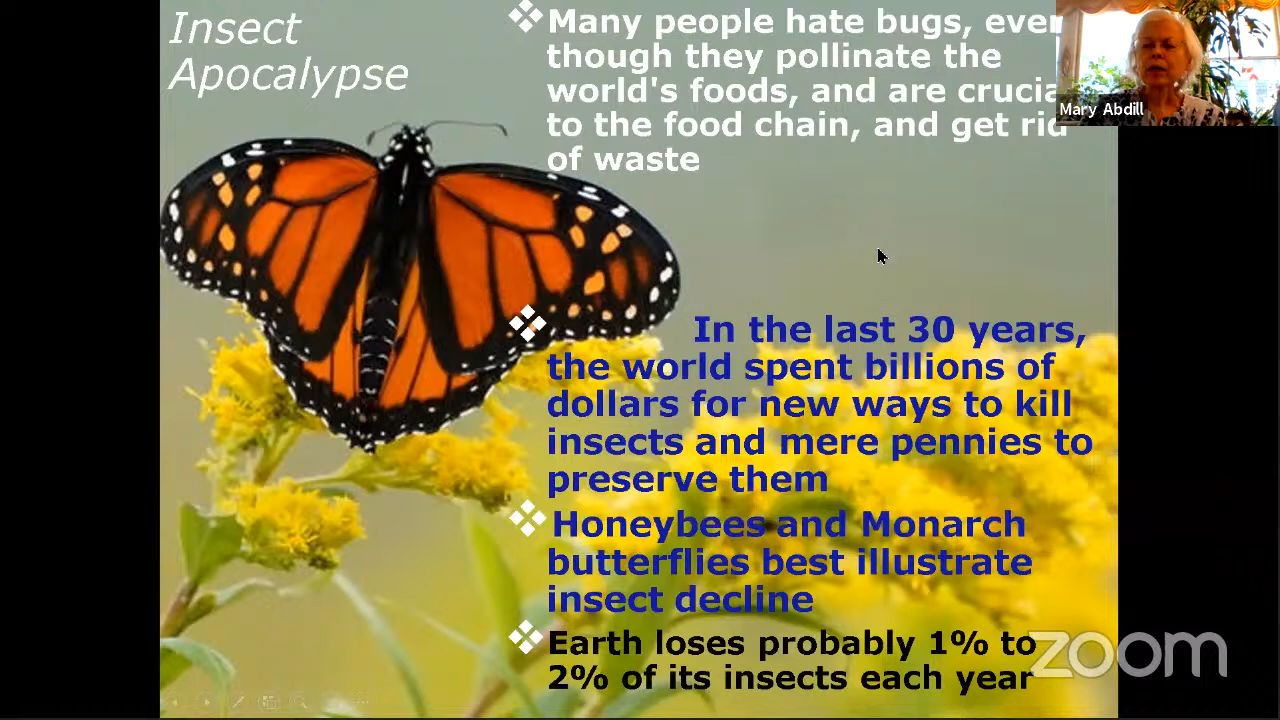 Insect
Apocalypse
Many people hate bugs, even
though they pollinate the
world's foods, and are crucial
to the food chain, and get rid
of waste
Mary Abdill
In the last 30 years,
the world spent billions of
dollars for new ways to kill
insects and mere pennies to
preserve them
Honeybees and Monarch
butterflies best illustrate
insect decline
Earth loses probably 1% to
2% of its insects each year
zoom